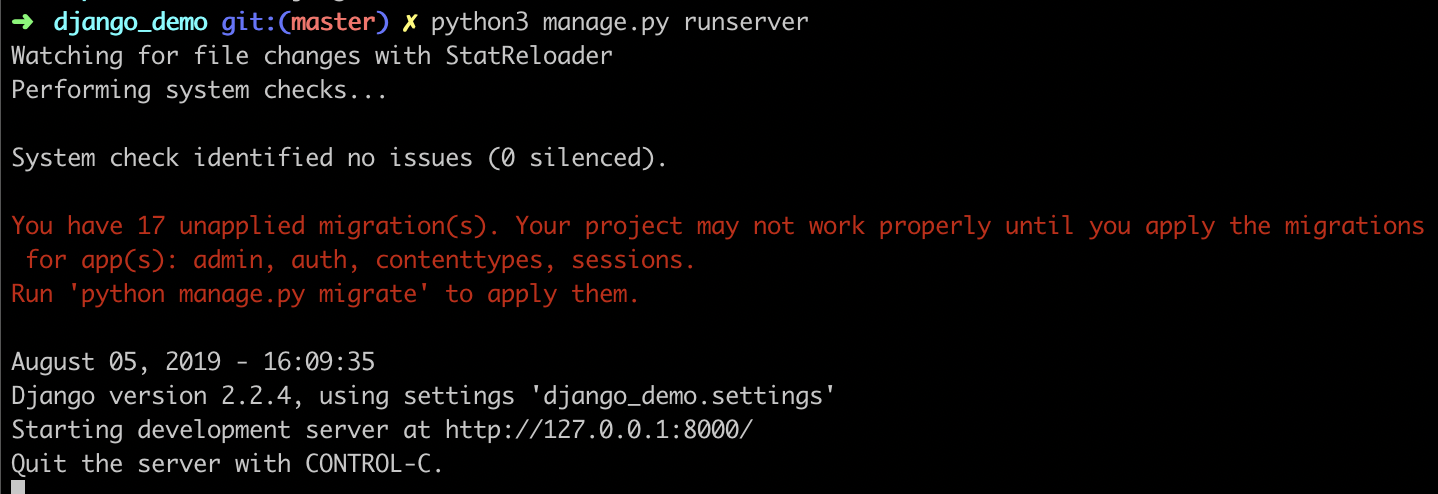 ➜  django_demo git:(master) ✗ python3 manage.py runserver
Watching for file changes with StatReloader
Performing system checks...
System check identified no issues (0 silenced).
You have 17 unapplied migration(s). Your project may not work properly until you apply the migrations
 for app(s): admin, auth, contenttypes, sessions.
Run 'python manage.py migrate' to apply them.
August 05, 2019 - 16:09:35
Django version 2.2.4, using settings 'django_demo.settings'
Starting development server at http://127.0.0.1:8000/
Quit the server with CONTROL-C.